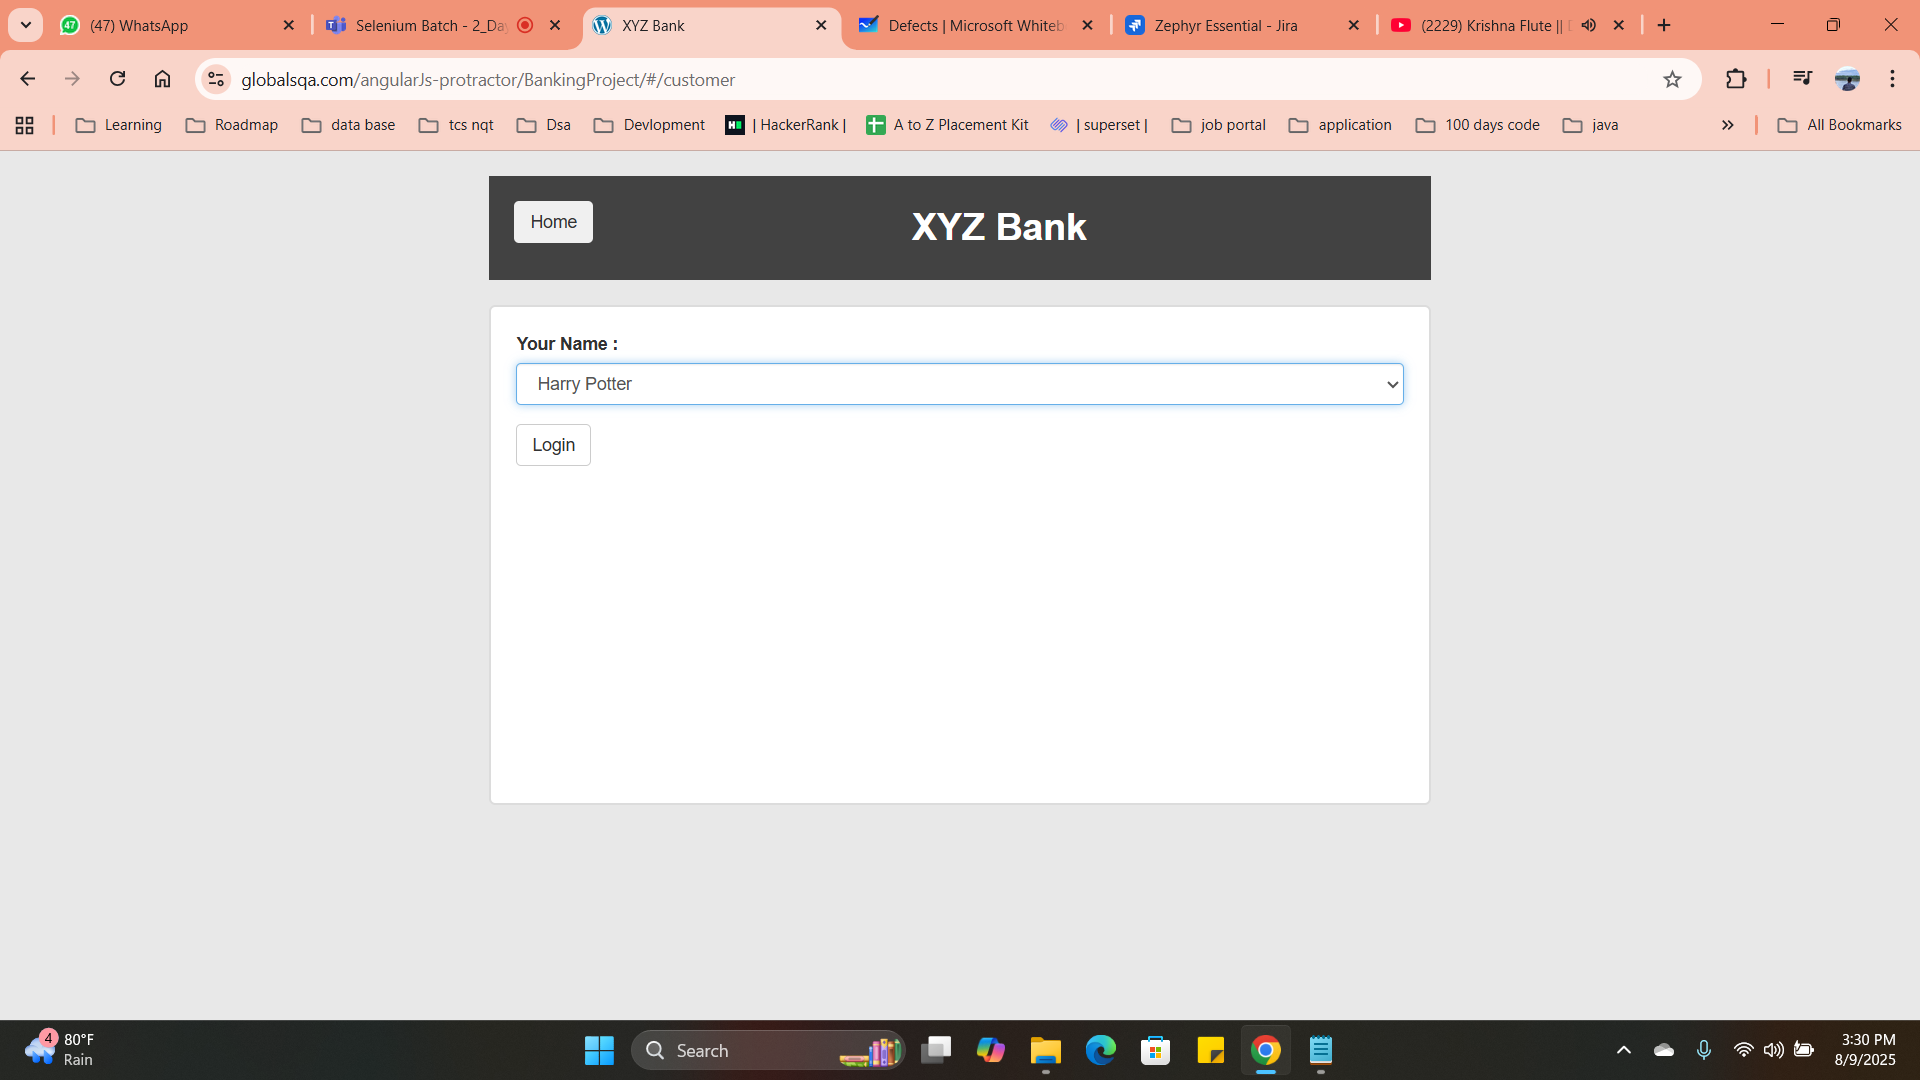 47 (47) WhatsApp
Selenium Batch - 2_Da
XYZ Bank
Defects | Microsoft Whiteb
Zephyr Essential - Jira
(2229) Krishna Flute ||
globalsqa.com/angularJs-protractor/BankingProject/#/customer
Learning
Roadmap
data base
tcs nqt
Dsa
Devlopment
| HackerRank |
A to Z Placement Kit
| superset |
job portal
application
100 days code
java
All Bookmarks
Home
XYZ Bank
Your Name :
Harry Potter
Login
4
80°F
Rain
Search
3:30 PM
8/9/2025